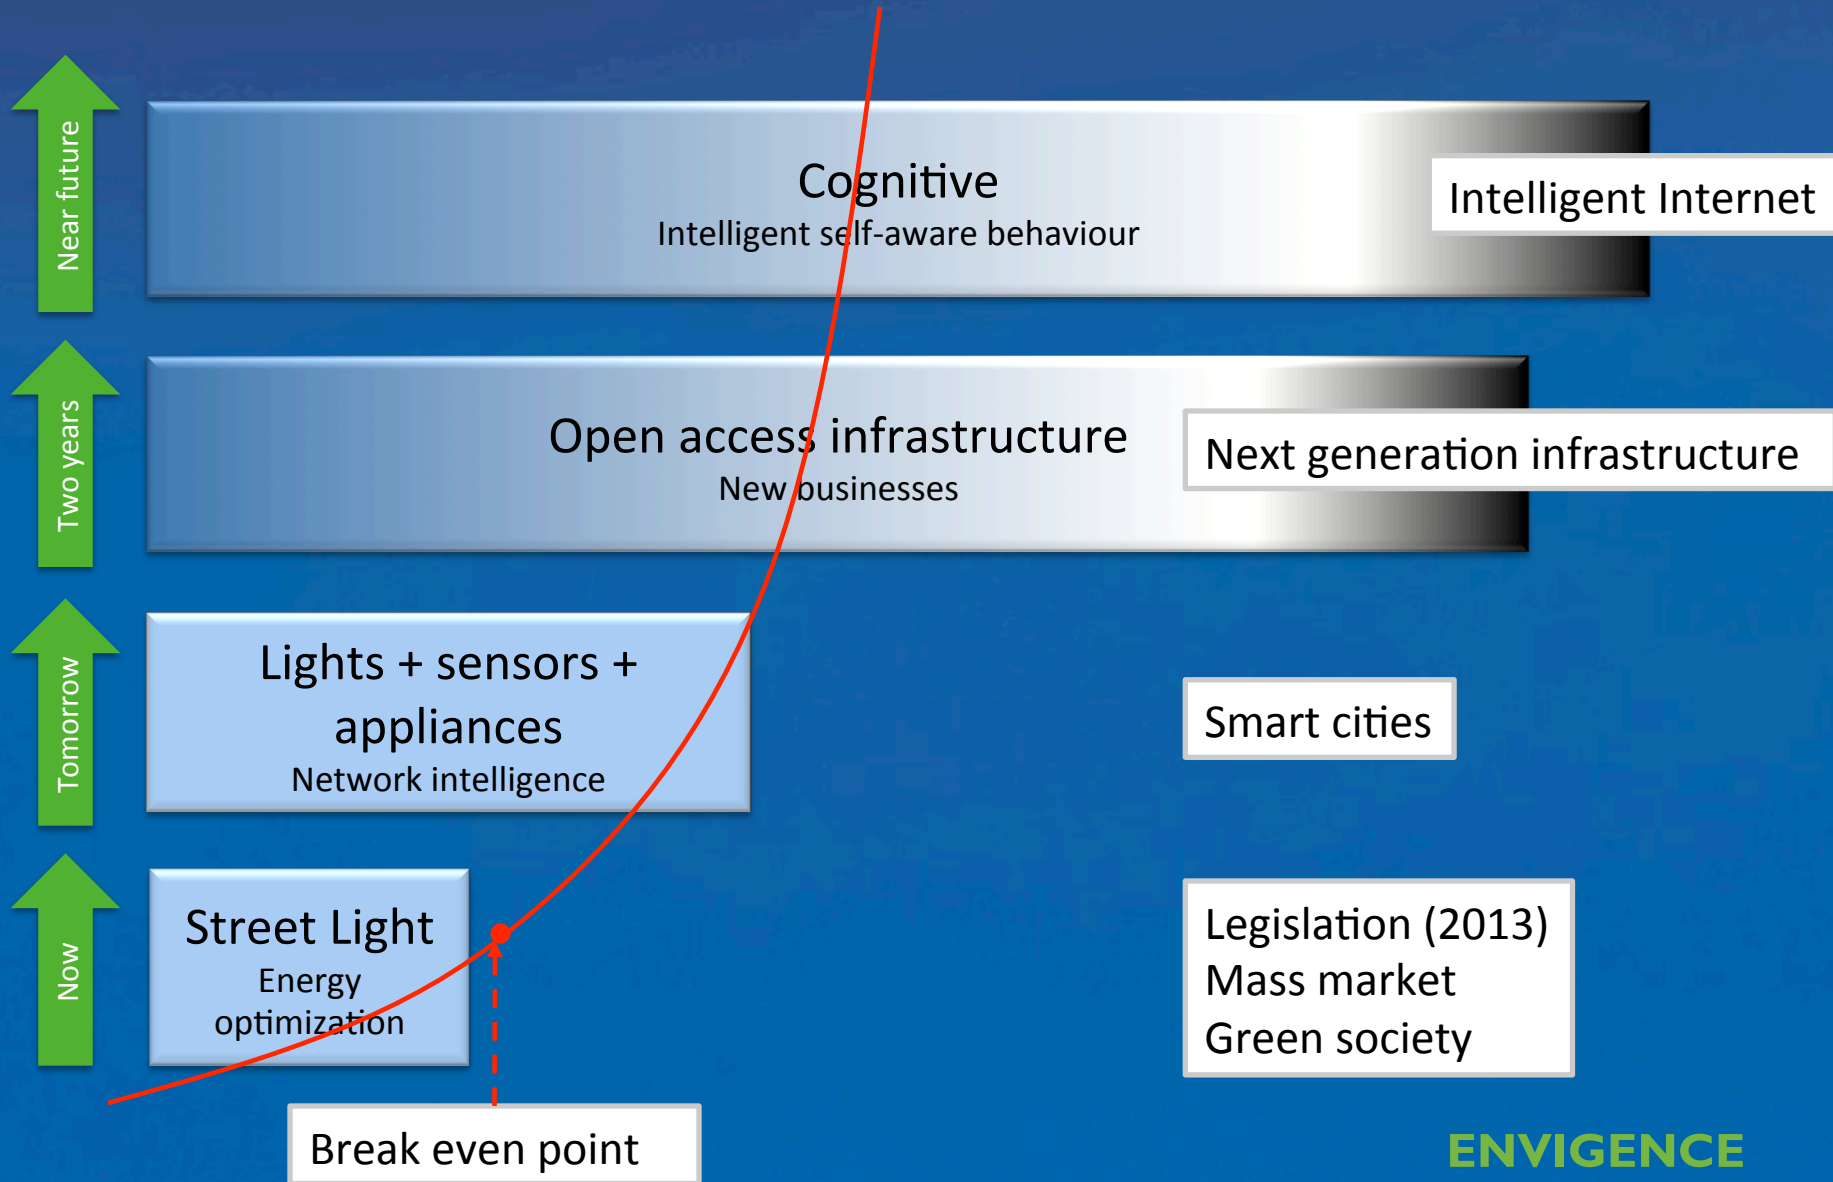 Near future
Cognitive
Intelligent self-aware behaviour
Intelligent Internet
Two years
Open access infrastructure
New businesses
Next generation infrastructure
Tomorrow
Lights + sensors +
appliances
Network intelligence
Smart cities
Now
Street Light
Energy
optimization
Legislation (2013)
Mass market
Green society
Break even point
ENVIGENCE